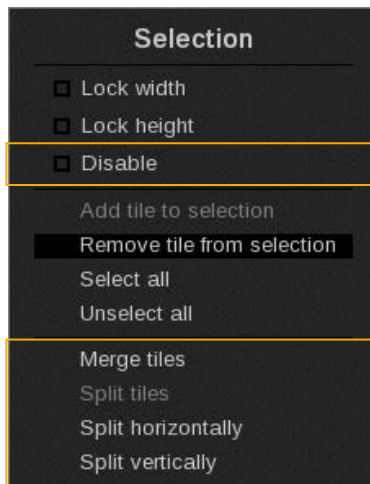 Selection
Lock width
Lock height
Disable
Add tile to selection
Remove tile from selection
Select all
Unselect all
Merge tiles
Split tiles
Split horizontally
Split vertically